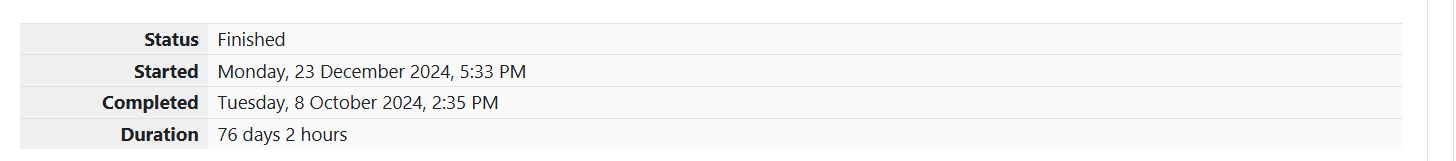 Status Finished
Started Monday, 23 December 2024, 5:33 PM
Completed Tuesday, 8 October 2024, 2:35 PM
Duration 76 days 2 hours